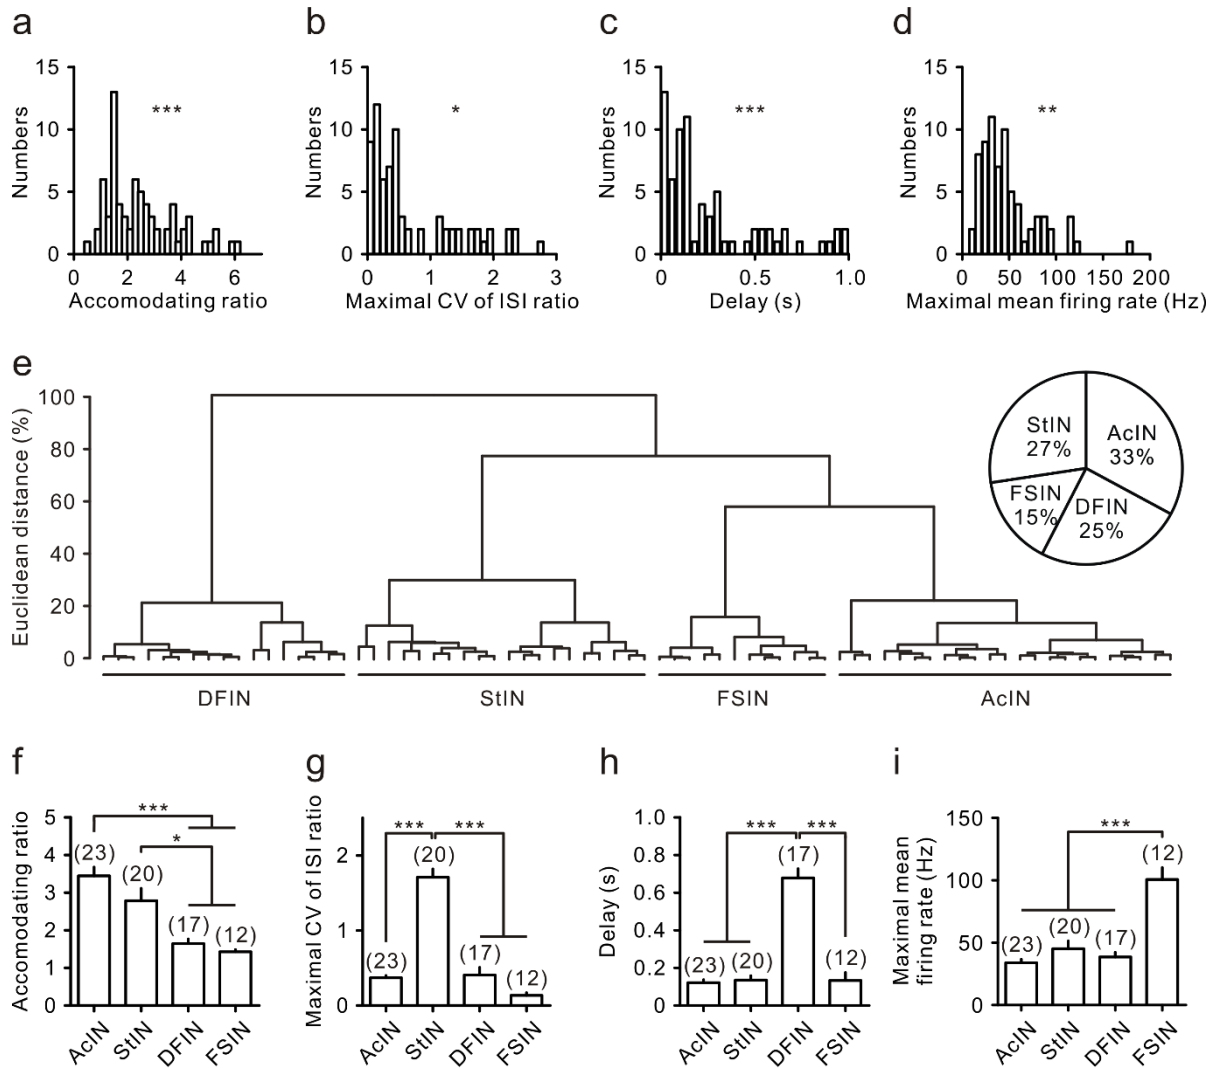 a
b
c
d
15
10
5
0
Numbers
***
0 2 4 6
Accomodating ratio
15
10
5
0
Numbers
*
0 1 2 3
Maximal CV of ISI ratio
15
10
5
0
Numbers
***
0 0.5 1.0
Delay (s)
15
10
5
0
Numbers
**
0 50 100 150 200
Maximal mean firing rate (Hz)
e
Euclidean distance (%)
100
80
60
40
20
0
DFIN
StIN
FSIN
AcIN
StIN
27%
AcIN
33%
FSIN
15%
DFIN
25%
f
Accomodating ratio
5
4
3
2
1
0
***
*
(23)
(20)
(17)
(12)
AcIN
StIN
DFIN
FSIN
g
Maximal CV of ISI ratio
2
1
0
*** ***
(23)
(20)
(17)
(12)
AcIN
StIN
DFIN
FSIN
h
Delay (s)
1.0
0.8
0.6
0.4
0.2
0
*** ***
(23)
(20)
(17)
(12)
AcIN
StIN
DFIN
FSIN
i
Maximal mean
firing rate (Hz)
150
100
50
0
***
(23)
(20)
(17)
(12)
AcIN
StIN
DFIN
FSIN